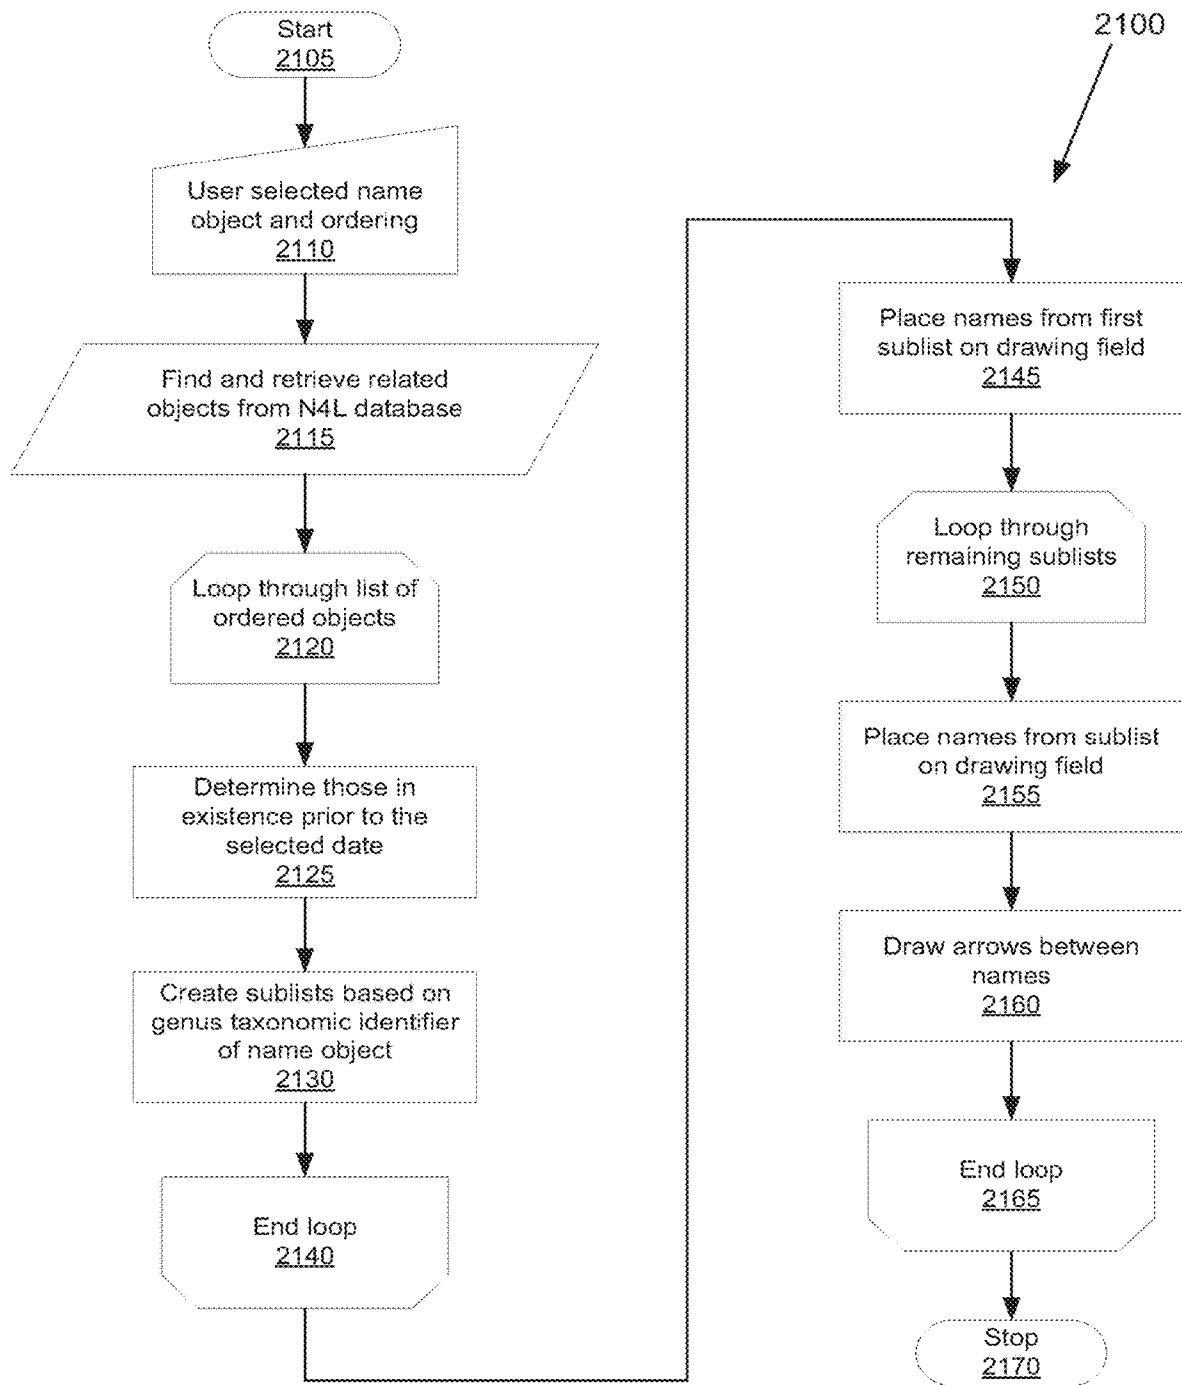 Start
2105
User selected name
object and ordering
2110
Find and retrieve related
objects from N4L database
2115
Loop through list of
ordered objects
2120
Determine those in
existence prior to the
selected date
2125
Create sublists based on
genus taxonomic identifier
of name object
2130
End loop
2140
2100
Place names from first
sublist on drawing field
2145
Loop through
remaining sublists
2150
Place names from sublist
on drawing field
2155
Draw arrows between
names
2160
End loop
2165
Stop
2170